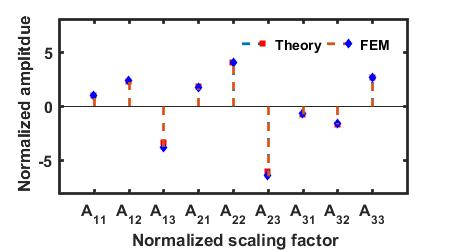 Normalized amplitdue
5
0
-5
Theory FEM
A11 A12 A13 A21 A22 A23 A31 A32 A33
Normalized scaling factor